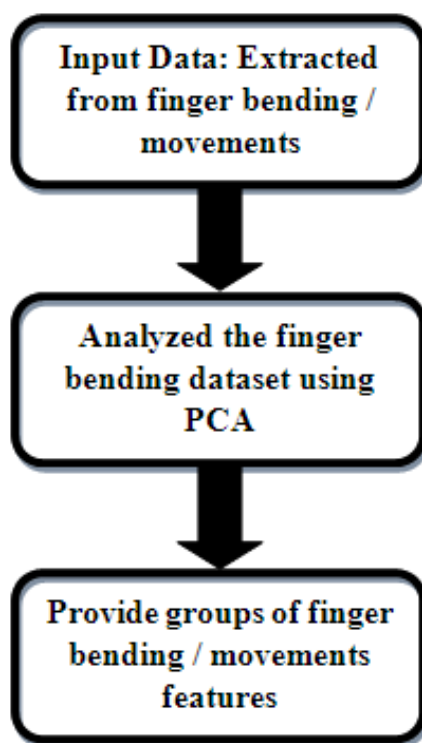 Input Data: Extracted
from finger bending /
movements
Analyzed the finger
bending dataset using
PCA
Provide groups of finger
bending / movements
features